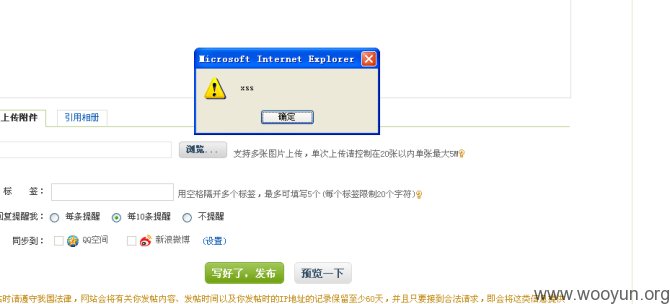 Microsoft Internet Explorer
xss
确定
上传附件 引用相册
浏览... 支持多张图片上传,单次上传请控制在20张以内单张最大5M
标 签: 用空格隔开多个标签,最多可填写5个(每个标签限制20个字符)
回复提醒我: 每条提醒 每10条提醒 不提醒
同步到: QQ空间 新浪微博 (设置)
写好了,发布 预览一下
时请遵守我国法律,网站会将有关你发帖内容、发帖时间以及你发帖时的IP地址的记录保留至少60天,并且只要接到合法请求,即会将这类信息提供
www.wooyun.org